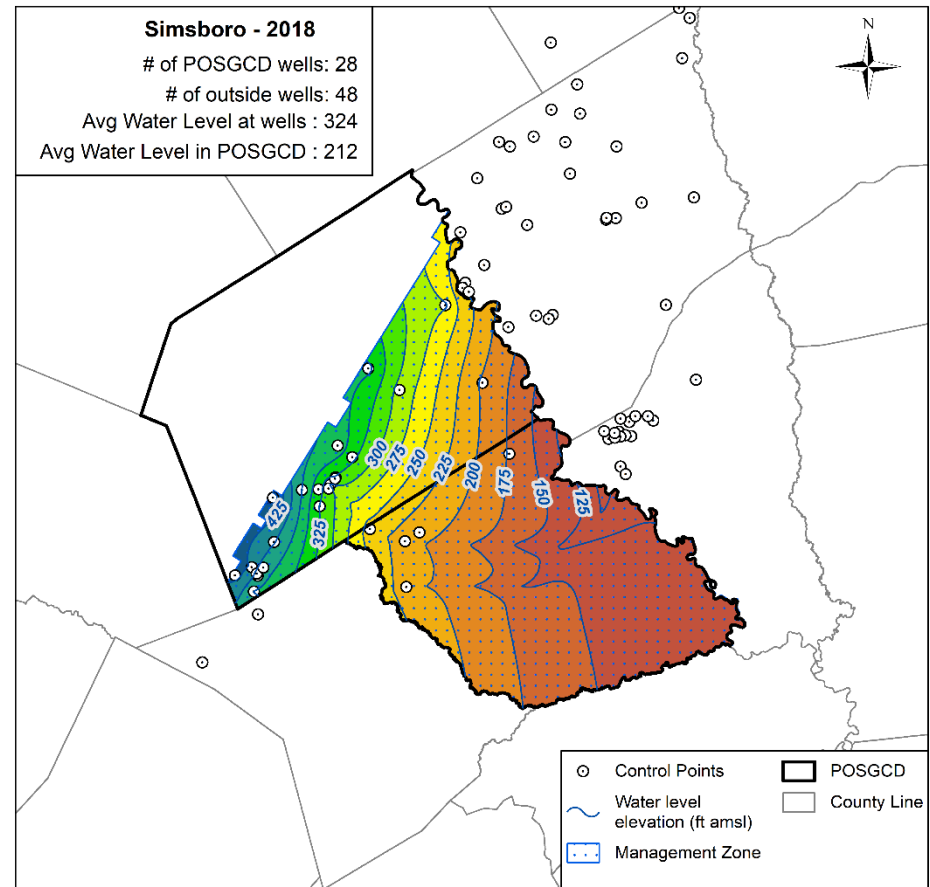 Simsboro - 2018
# of POSGCD wells: 28
# of outside wells: 48
Avg Water Level at wells : 324
Avg Water Level in POSGCD : 212
N
300
275
250
225
200
175
150
125
425
325
Control Points
POSGCD
Water level
elevation (ft amsl)
County Line
Management Zone